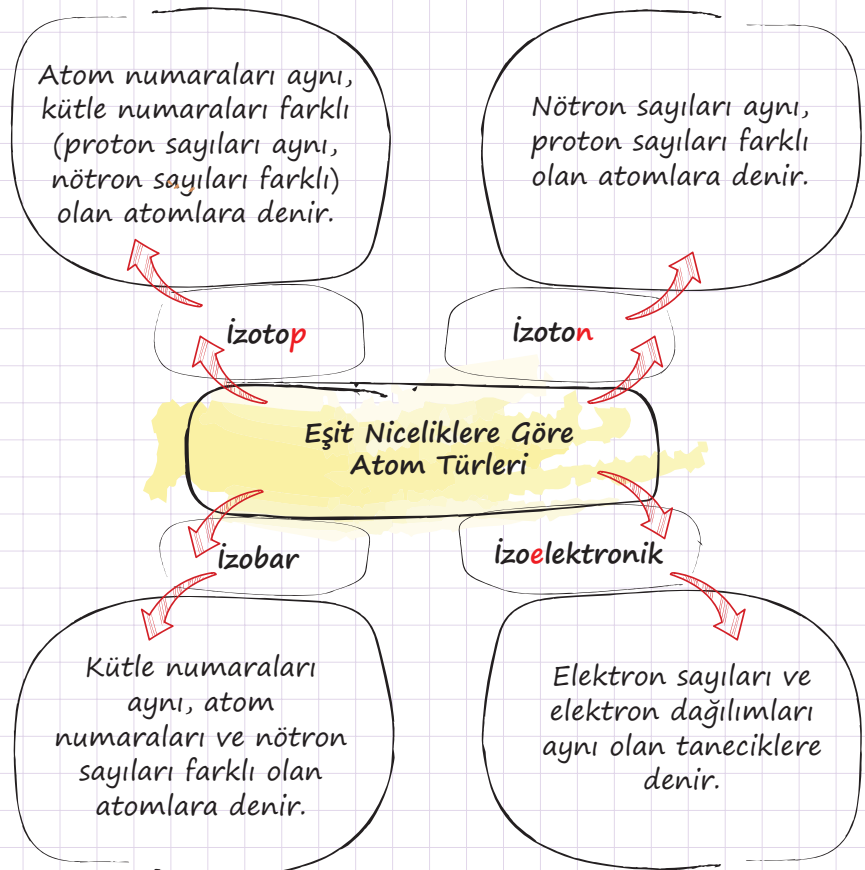 Atom numaraları aynı,
kütle numaraları farklı
(proton sayıları aynı,
nötron sayıları farklı)
olan atomlara denir.
Nötron sayıları aynı,
proton sayıları farklı
olan atomlara denir.
İzotop
İzoton
Eşit Niceliklere Göre
Atom Türleri
İzobar
İzoelektronik
Kütle numaraları
aynı, atom
numaraları ve nötron
sayıları farklı olan
atomlara denir.
Elektron sayıları ve
elektron dağılımları
aynı olan taneciklere
denir.